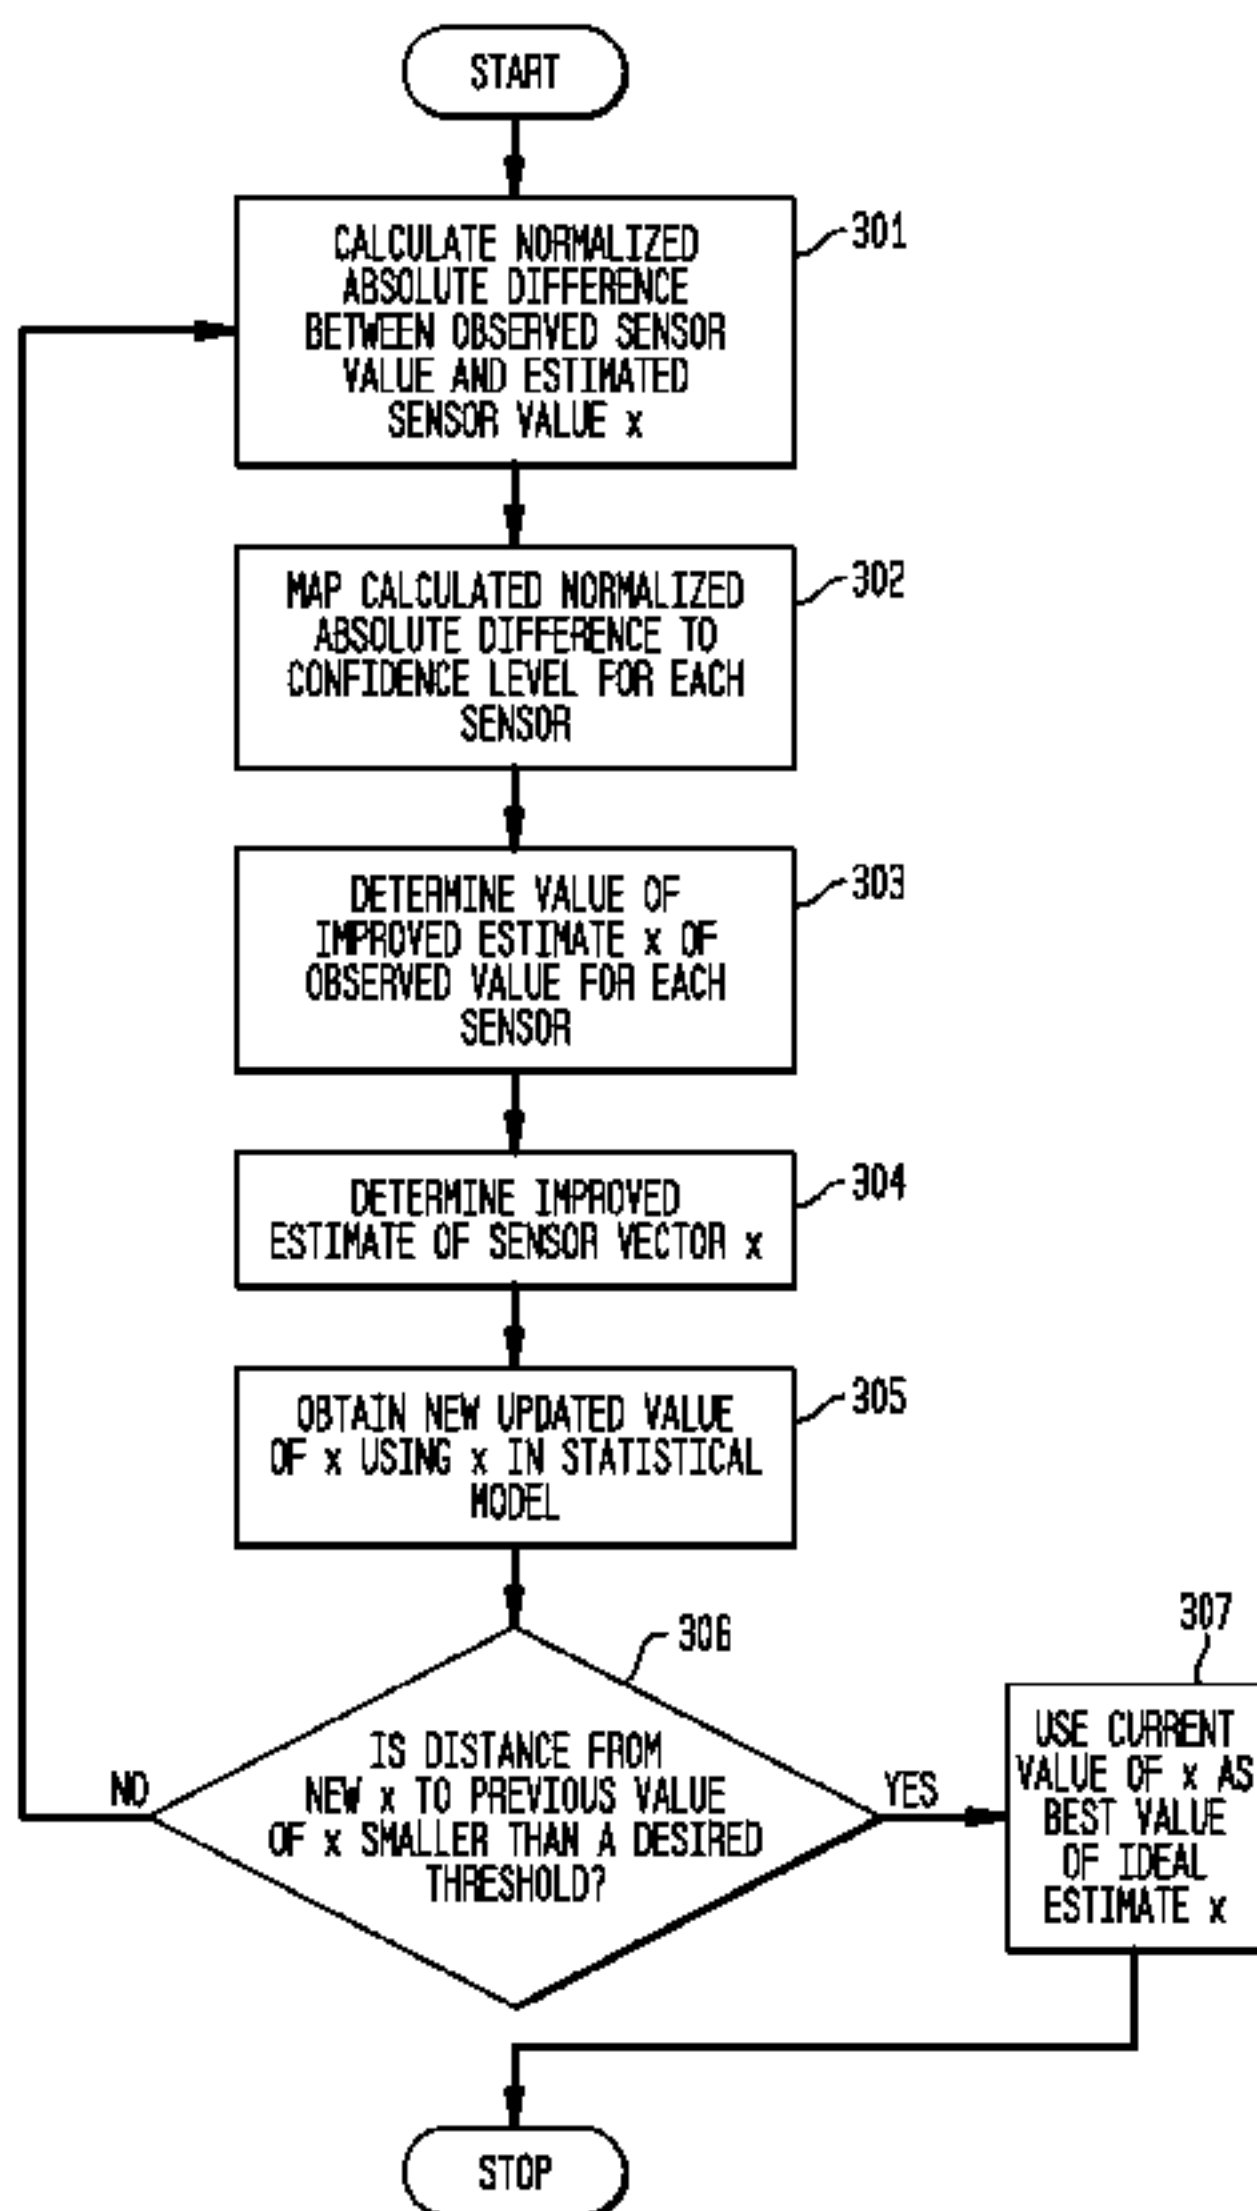 START
CALCULATE NORMALIZED
ABSOLUTE DIFFERENCE
BETWEEN OBSERVED SENSOR
VALUE AND ESTIMATED
SENSOR VALUE x
301
MAP CALCULATED NORMALIZED
ABSOLUTE DIFFERENCE TO
CONFIDENCE LEVEL FOR EACH
SENSOR
302
DETERMINE VALUE OF
IMPROVED ESTIMATE x OF
OBSERVED VALUE FOR EACH
SENSOR
303
DETERMINE IMPROVED
ESTIMATE OF SENSOR VECTOR x
304
OBTAIN NEW UPDATED VALUE
OF x USING x IN STATISTICAL
MODEL
305
IS DISTANCE FROM
NEW x TO PREVIOUS VALUE
OF x SMALLER THAN A DESIRED
THRESHOLD?
306
NO
YES
307
USE CURRENT
VALUE OF x AS
BEST VALUE
OF IDEAL
ESTIMATE x
STOP